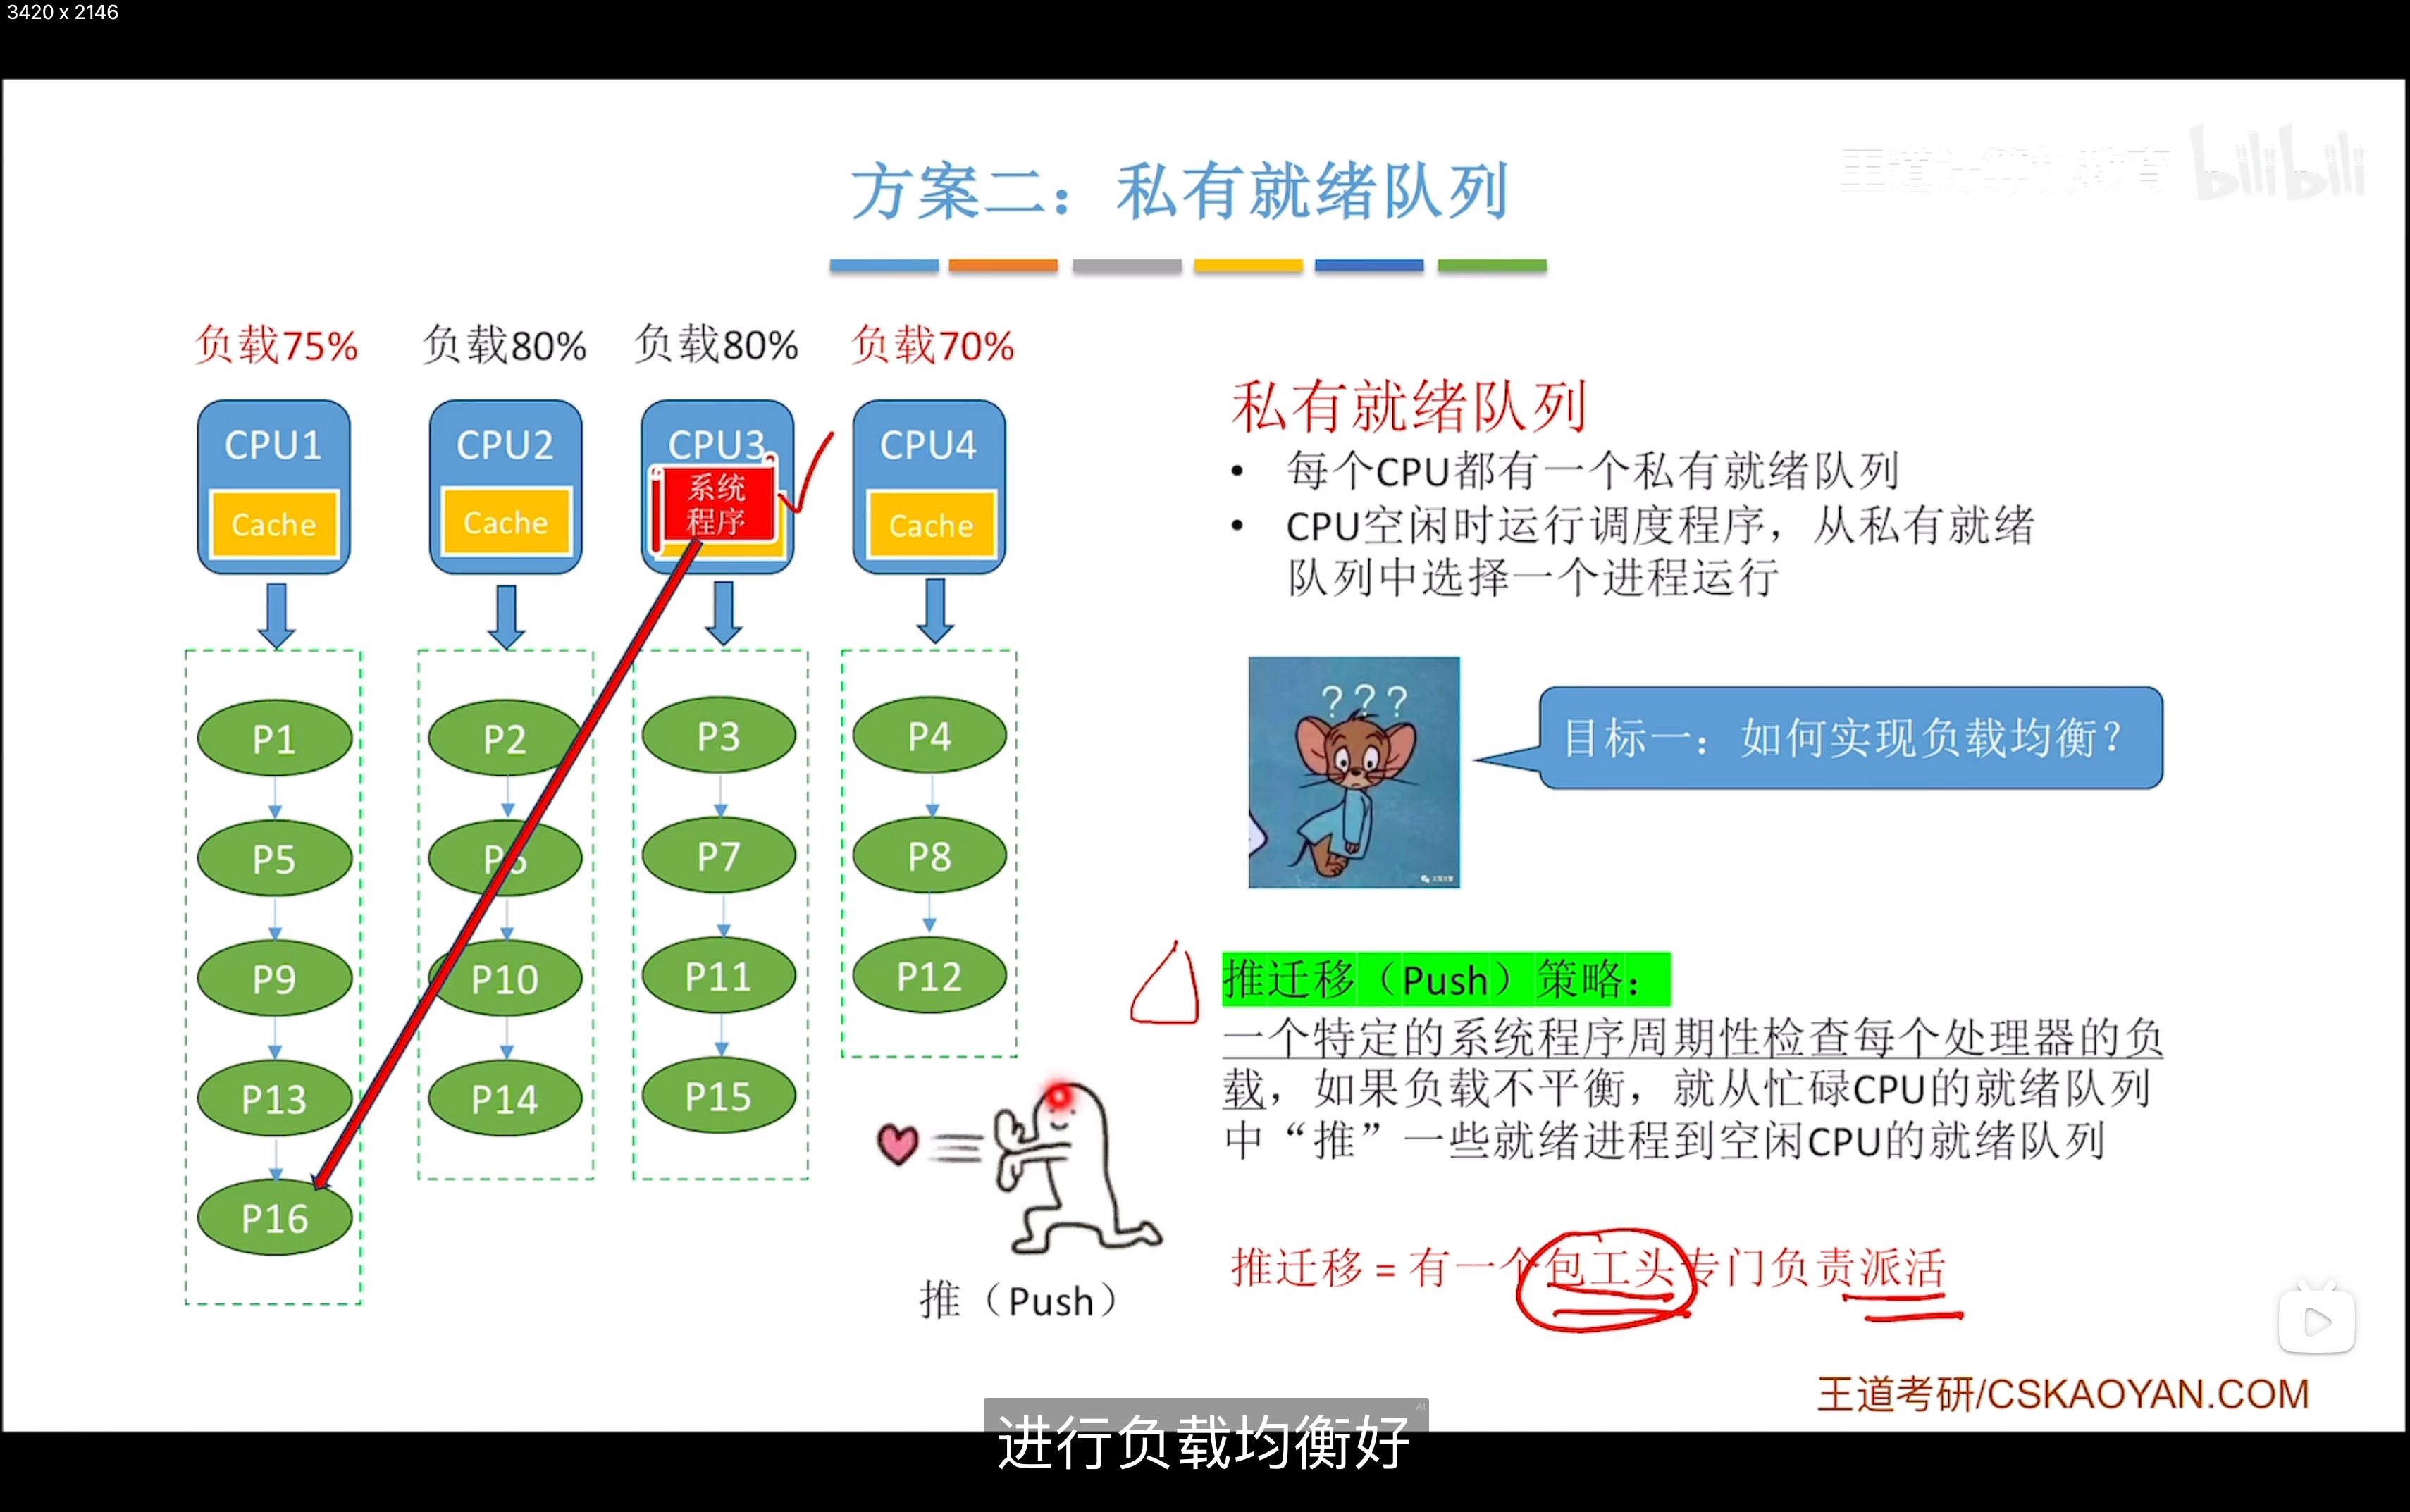 3420 x 2146
方案二：私有就绪队列
bilibili
负载75%
负载80%
负载80%
负载70%
CPU1
CPU2
CPU3
CPU4
Cache
Cache
系统
程序
Cache
P1
P2
P3
P4
P5
P6
P7
P8
P9
P10
P11
P12
P13
P14
P15
P16
推（Push）
私有就绪队列
• 每个CPU都有一个私有就绪队列
• CPU空闲时运行调度程序，从私有就绪
队列中选择一个进程运行
???
目标一：如何实现负载均衡？
推迁移（Push）策略：
一个特定的系统程序周期性检查每个处理器的负
载，如果负载不平衡，就从忙碌CPU的就绪队列
中“推”一些就绪进程到空闲CPU的就绪队列
推迁移 = 有一个包工头专门负责派活
王道考研/CSKAOYAN.COM
AI
进行负载均衡好